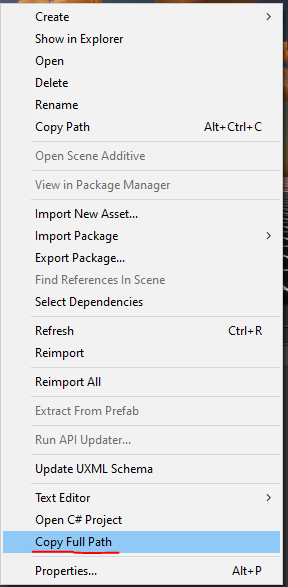 Create
Show in Explorer
Open
Delete
Rename
Copy Path Alt+Ctrl+C
Open Scene Additive
View in Package Manager
Import New Asset...
Import Package
Export Package...
Find References In Scene
Select Dependencies
Refresh Ctrl+R
Reimport
Reimport All
Extract From Prefab
Run API Updater...
Update UXML Schema
Text Editor
Open C# Project
Copy Full Path
Properties... Alt+P